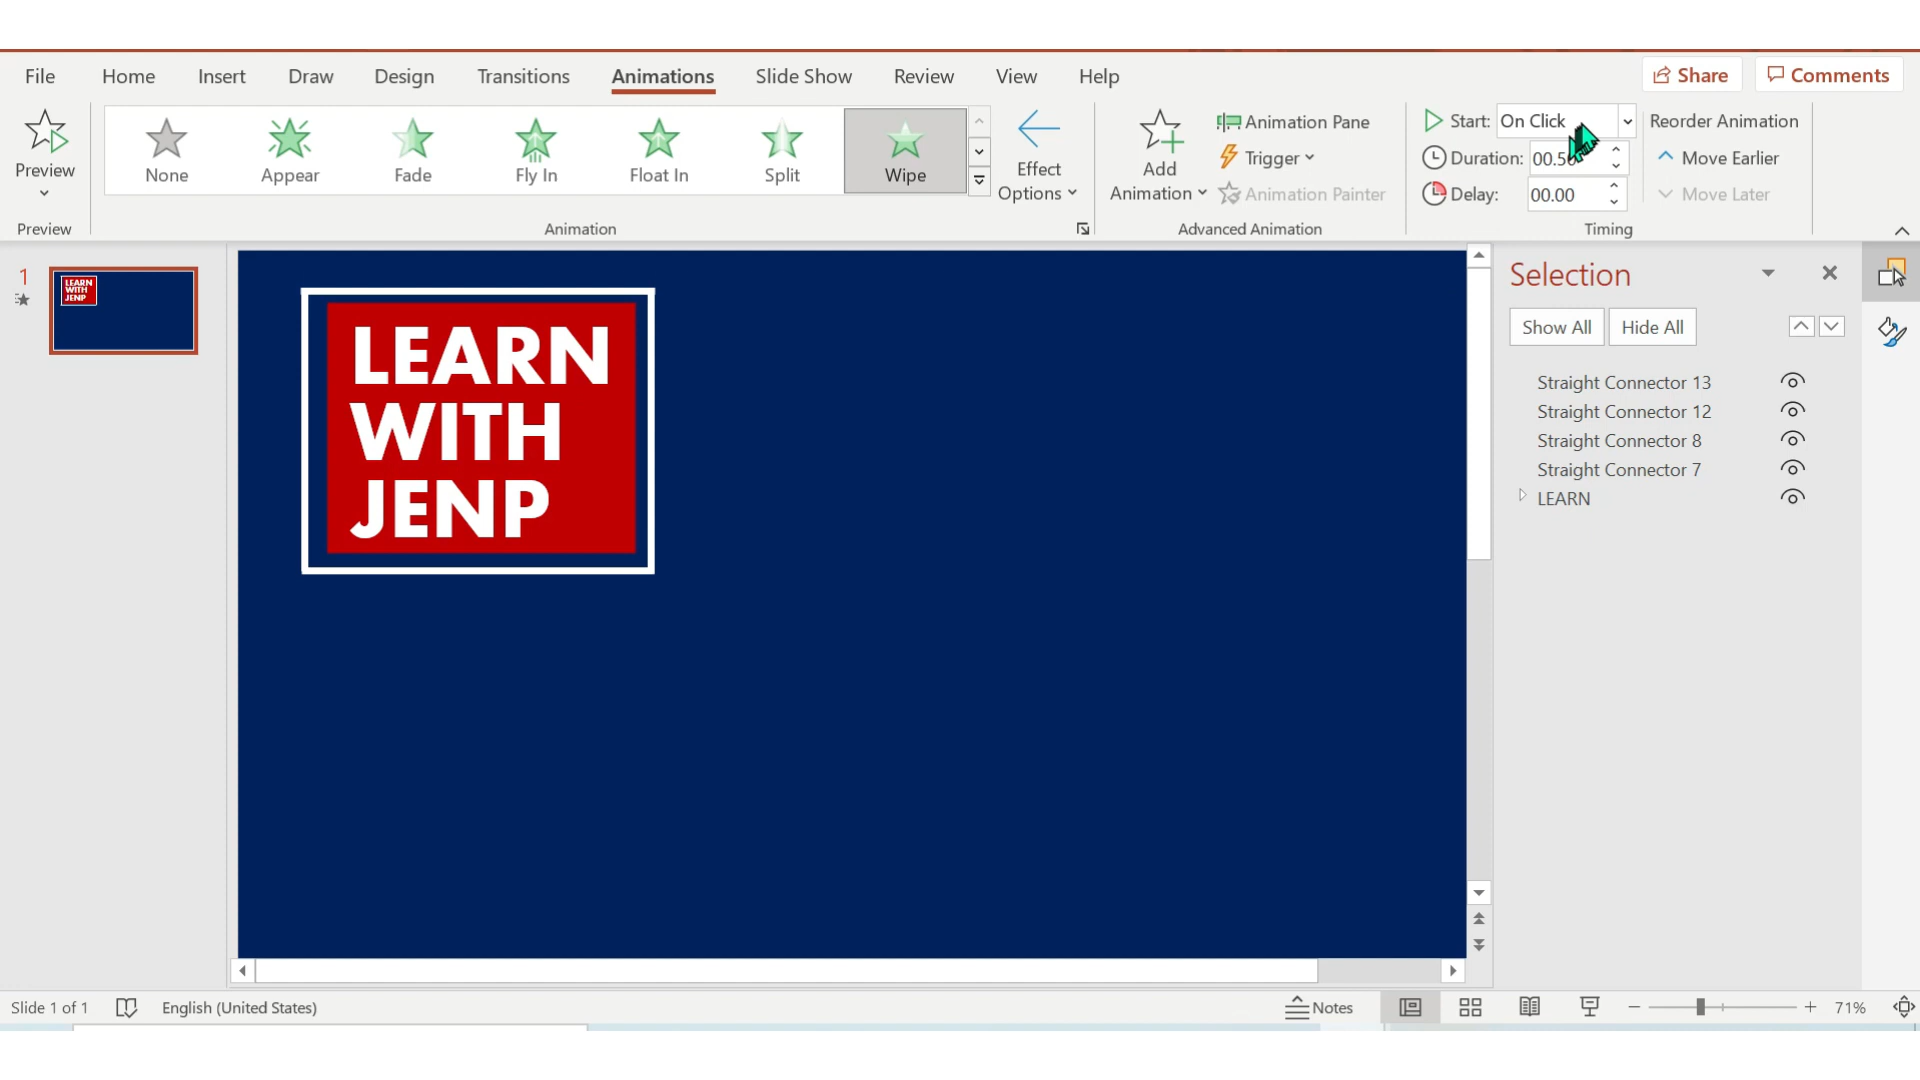 File Home Insert Draw Design Transitions Animations Slide Show Review View Help Share Comments
Preview
None Appear Fade Fly In Float In Split Wipe
Effect Options
Add Animation
Animation Pane
Trigger
Animation Painter
Start: On Click
Duration:
Delay: 00.00
Reorder Animation
Move Earlier
Move Later
Preview Animation Advanced Animation Timing
1
LEARN
WITH
JENP
LEARN
WITH
JENP
Selection
Show All Hide All
Straight Connector 13
Straight Connector 12
Straight Connector 8
Straight Connector 7
LEARN
Slide 1 of 1 English (United States) Notes 71%